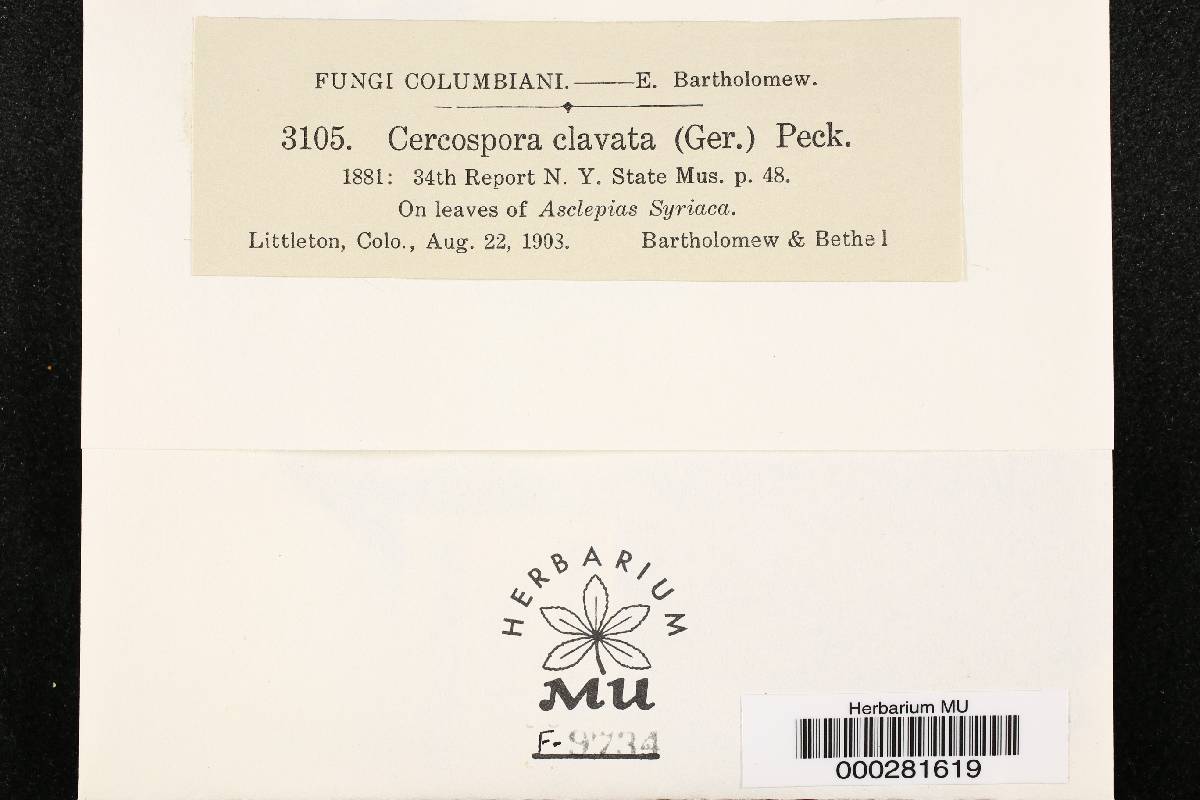 FUNGI COLUMBIANI.——E. Bartholomew.
3105. Cercospora clavata (Ger.) Peck.
1881: 34th Report N. Y. State Mus. p. 48.
On leaves of Asclepias Syriaca.
Littleton, Colo., Aug. 22, 1903. Bartholomew & Bethel
HERBARIUM
MU
F-9734
Herbarium MU
000281619